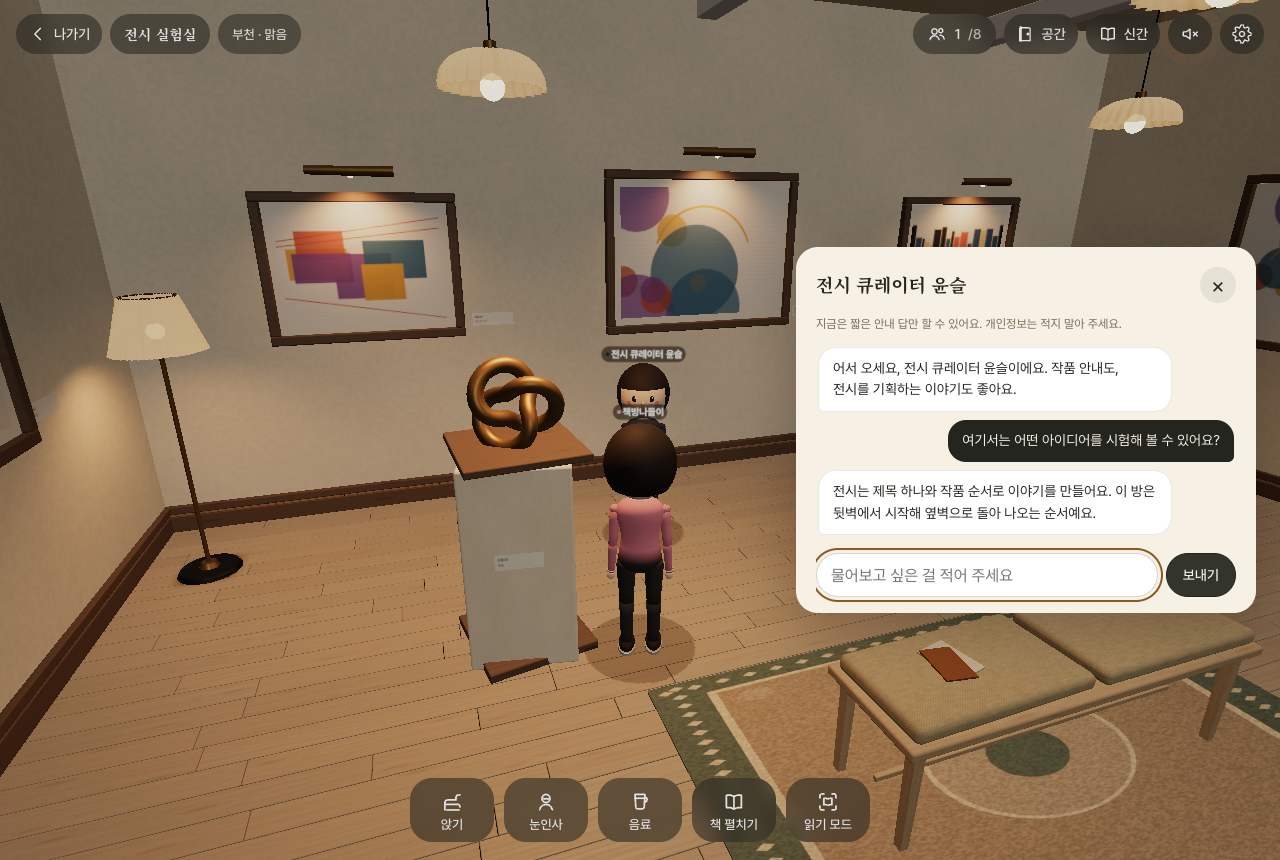 나가기
전시 실험실
부천 · 맑음
1 /8
공간
신간
전시 큐레이터 윤슬
책방나들이
전시 큐레이터 윤슬
지금은 짧은 안내 답만 할 수 있어요. 개인정보는 적지 말아 주세요.
어서 오세요, 전시 큐레이터 윤슬이에요. 작품 안내도,
전시를 기획하는 이야기도 좋아요.
여기서는 어떤 아이디어를 시험해 볼 수 있어요?
전시는 제목 하나와 작품 순서로 이야기를 만들어요. 이 방은
뒷벽에서 시작해 옆벽으로 돌아 나오는 순서예요.
물어보고 싶은 걸 적어 주세요
보내기
앉기
눈인사
음료
책 펼치기
읽기 모드